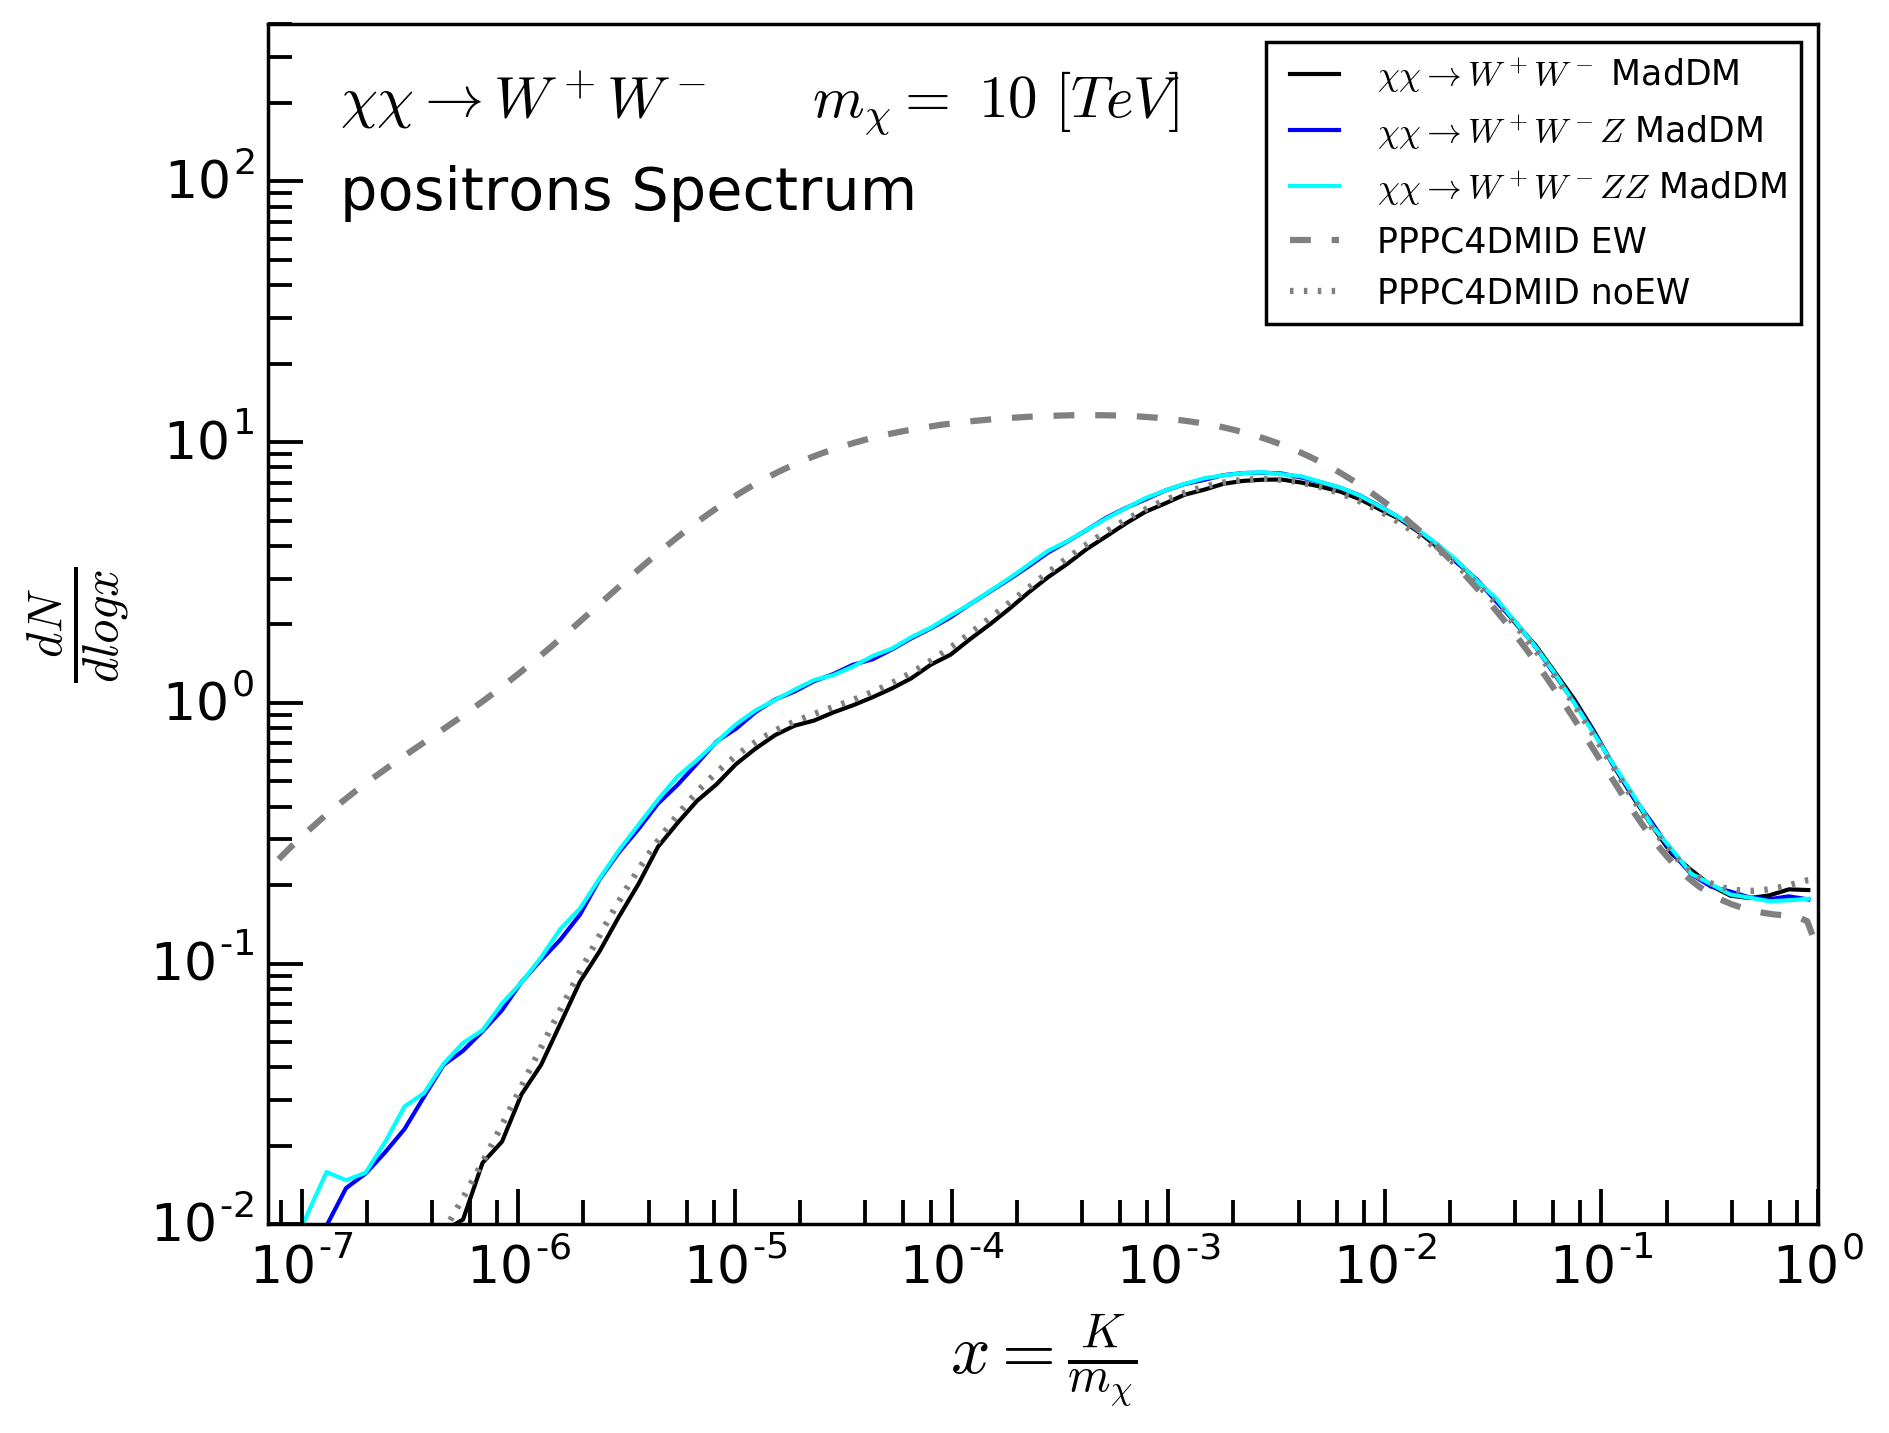 χχ → W⁺W⁻ m_χ = 10 [TeV]
positrons Spectrum
χχ → W⁺W⁻ MadDM
χχ → W⁺W⁻Z MadDM
χχ → W⁺W⁻ZZ MadDM
PPPC4DMID EW
PPPC4DMID noEW
10²
10¹
10⁰
10⁻¹
10⁻²
dN
dlogx
10⁻⁷ 10⁻⁶ 10⁻⁵ 10⁻⁴ 10⁻³ 10⁻² 10⁻¹ 10⁰
x = K/m_χ